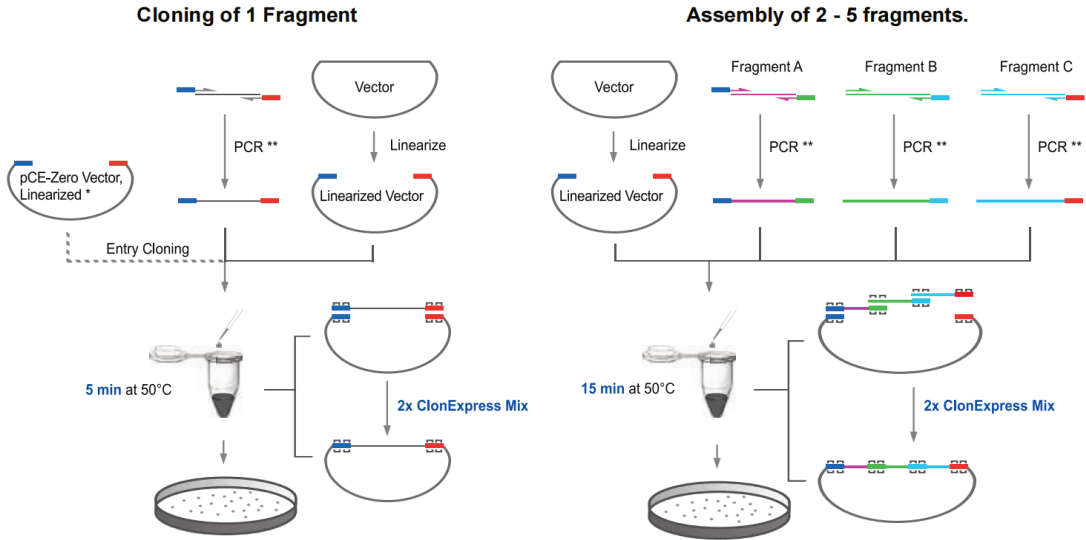 Cloning of 1 Fragment
Vector
PCR **
Linearize
pCE-Zero Vector,
Linearized *
Linearized Vector
Entry Cloning
5 min at 50°C
2x ClonExpress Mix
Assembly of 2 - 5 fragments.
Vector
Fragment A
Fragment B
Fragment C
Linearize
PCR **
PCR **
PCR **
Linearized Vector
15 min at 50°C
2x ClonExpress Mix